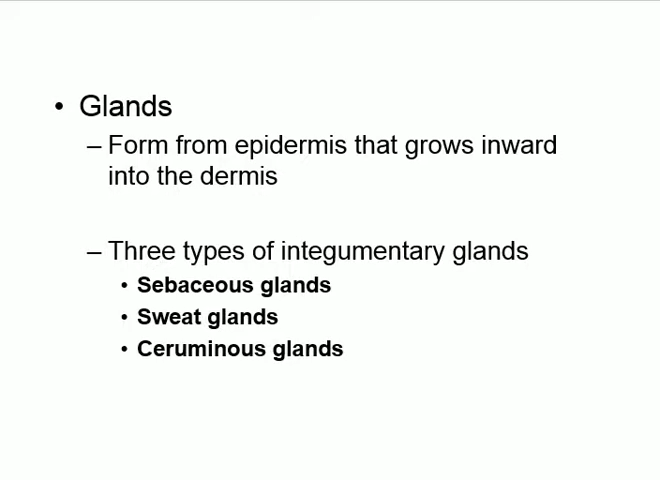 • Glands
– Form from epidermis that grows inward
into the dermis
– Three types of integumentary glands
• Sebaceous glands
• Sweat glands
• Ceruminous glands